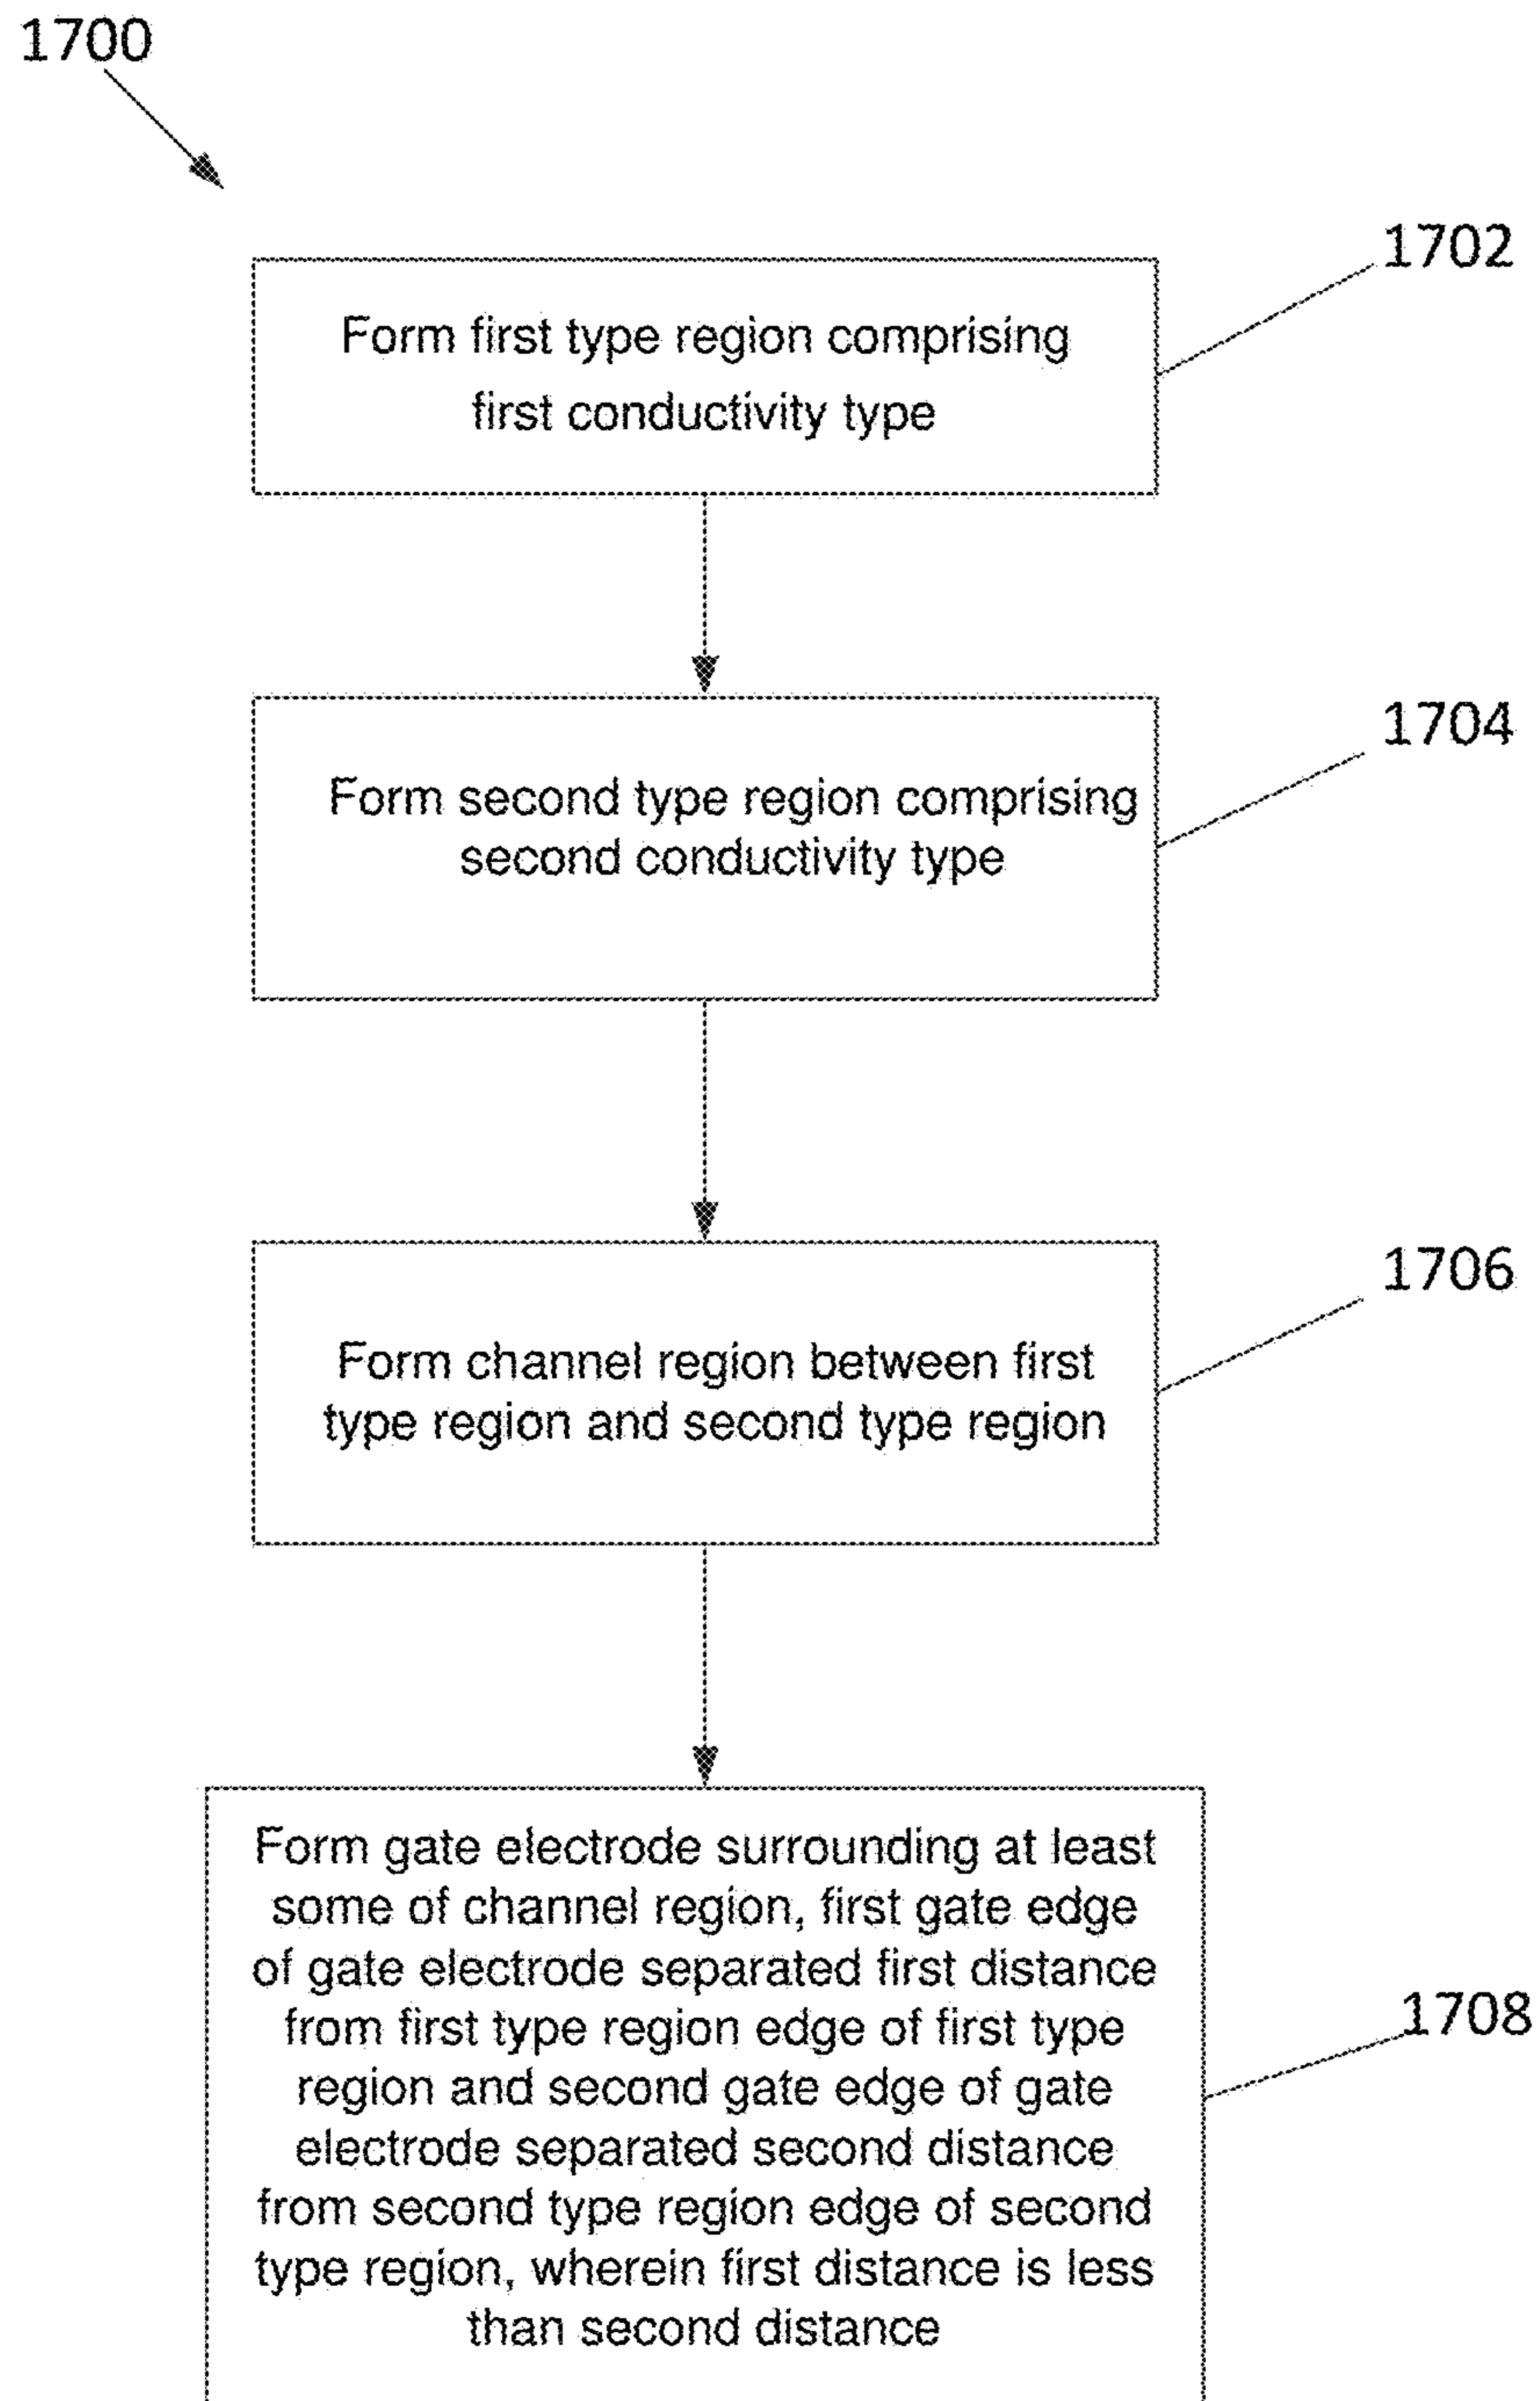 1700
1702
Form first type region comprising
first conductivity type
1704
Form second type region comprising
second conductivity type
1706
Form channel region between first
type region and second type region
Form gate electrode surrounding at least
some of channel region, first gate edge
of gate electrode separated first distance
from first type region edge of first type
region and second gate edge of gate
electrode separated second distance
from second type region edge of second
type region, wherein first distance is less
than second distance
1708